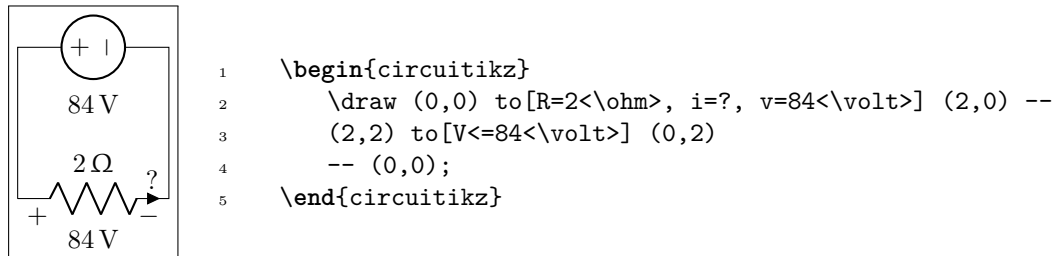 + −
84 V
2 Ω
?
+ −
84 V
1 \begin{circuitikz}
2 \draw (0,0) to[R=2<\ohm>, i=?, v=84<\volt>] (2,0) --
3 (2,2) to[V<=84<\volt>] (0,2)
4 -- (0,0);
5 \end{circuitikz}